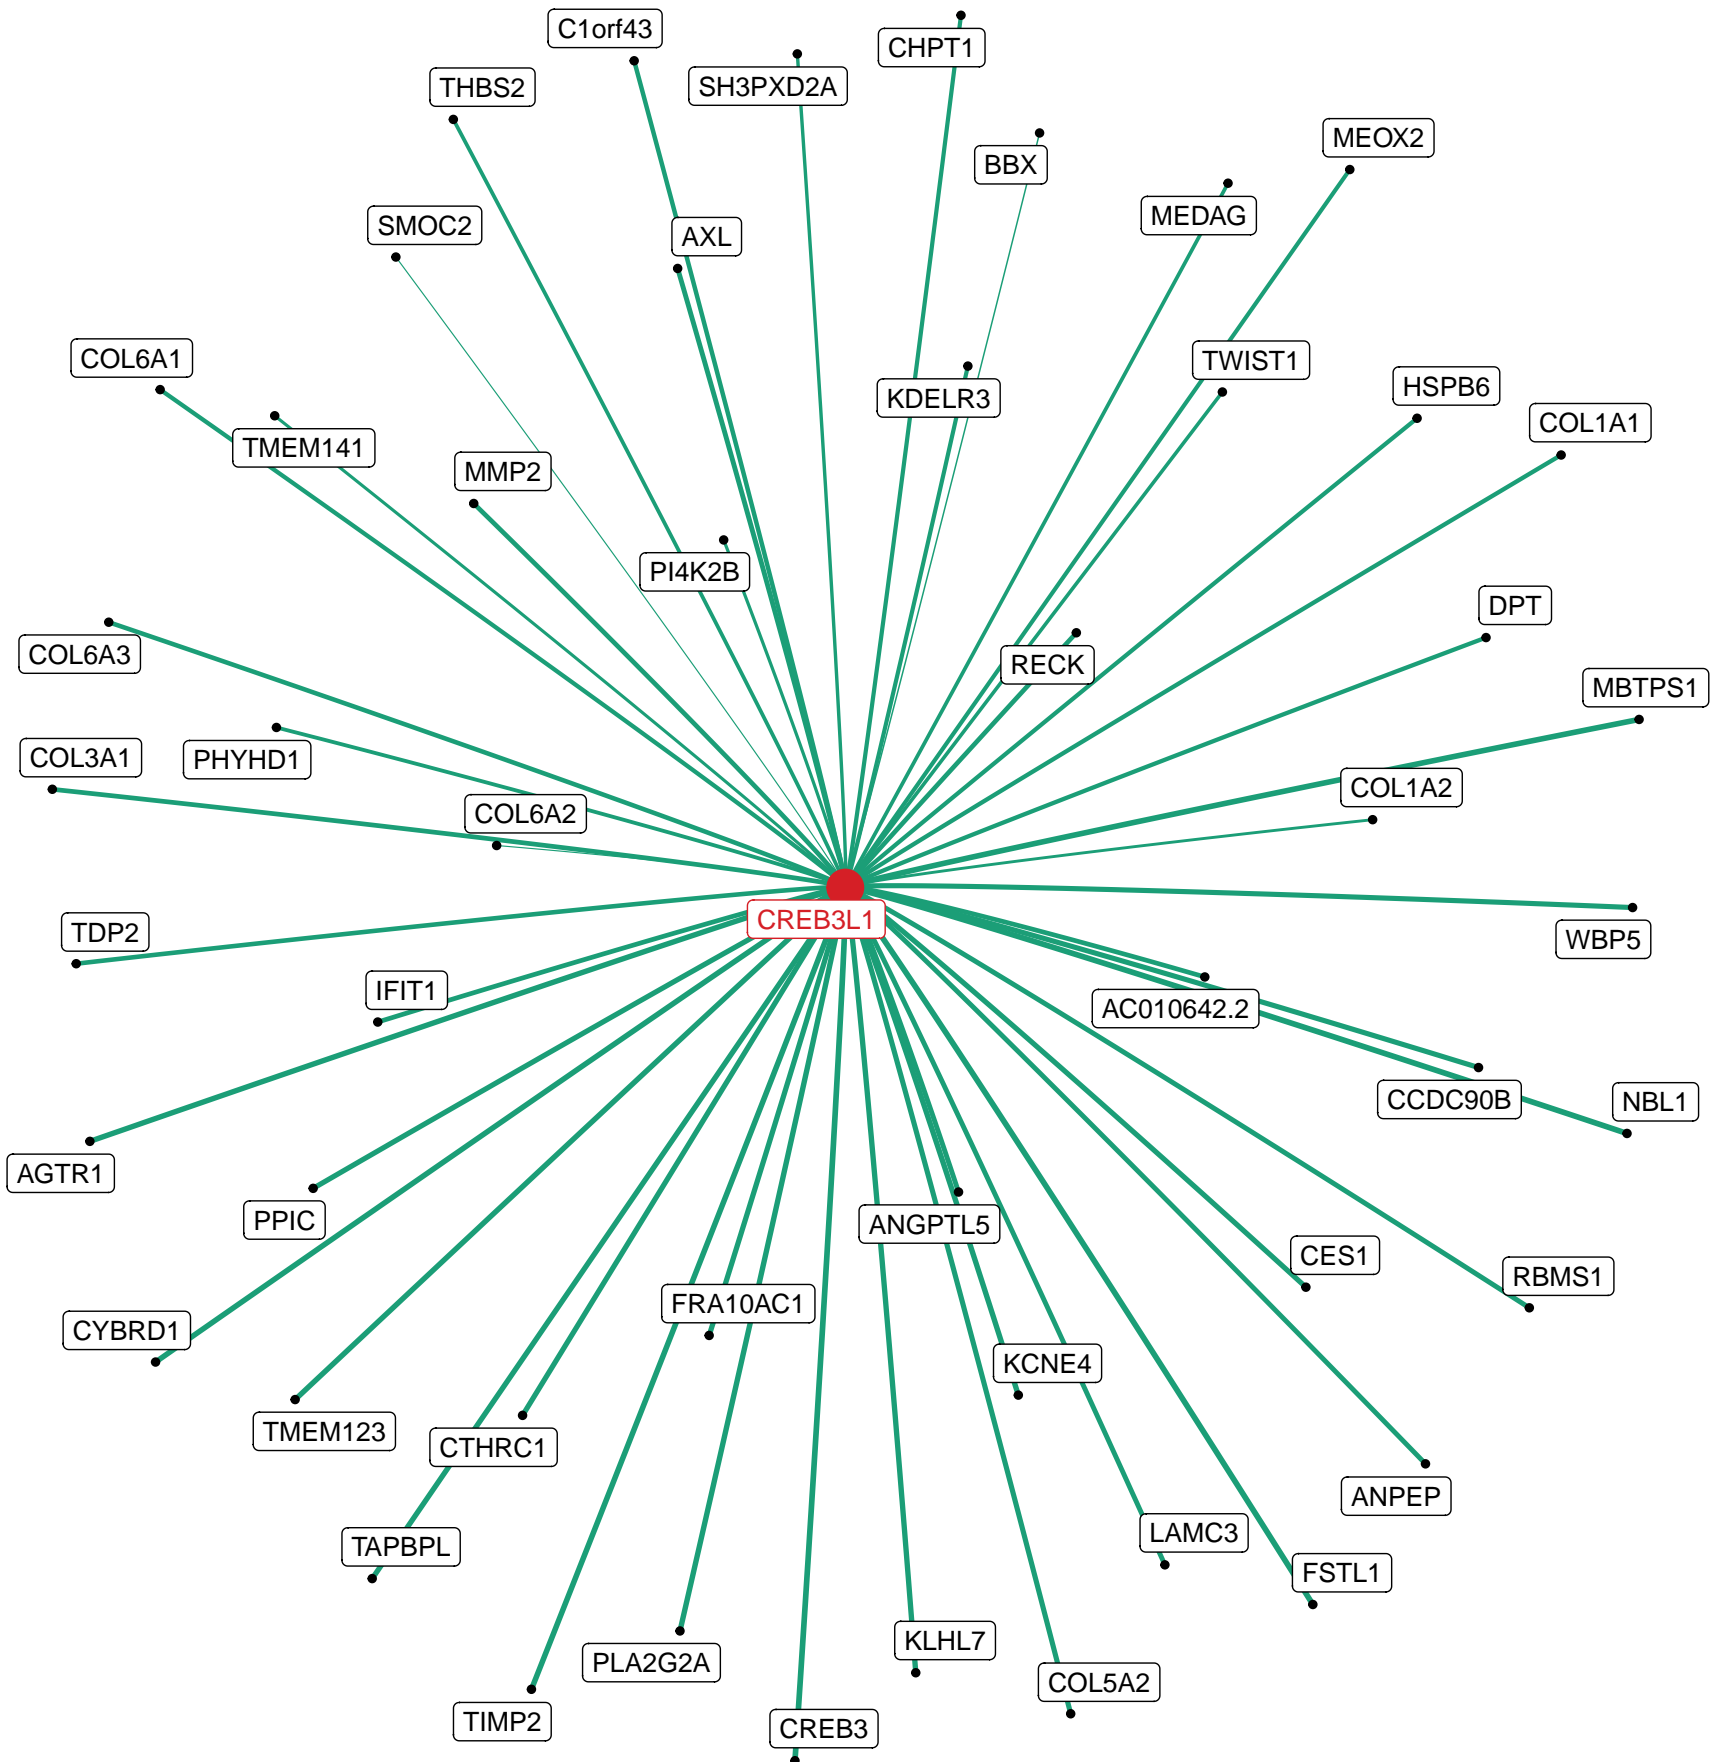 C1orf43
CHPT1
THBS2
SH3PXD2A
MEOX2
BBX
MEDAG
SMOC2
AXL
COL6A1
TWIST1
HSPB6
KDELR3
COL1A1
TMEM141
MMP2
PI4K2B
DPT
COL6A3
RECK
MBTPS1
COL3A1
PHYHD1
COL1A2
COL6A2
CREB3L1
TDP2
WBP5
IFIT1
AC010642.2
CCDC90B
NBL1
AGTR1
PPIC
ANGPTL5
CES1
RBMS1
FRA10AC1
CYBRD1
KCNE4
TMEM123
CTHRC1
ANPEP
LAMC3
TAPBPL
FSTL1
KLHL7
PLA2G2A
COL5A2
TIMP2
CREB3